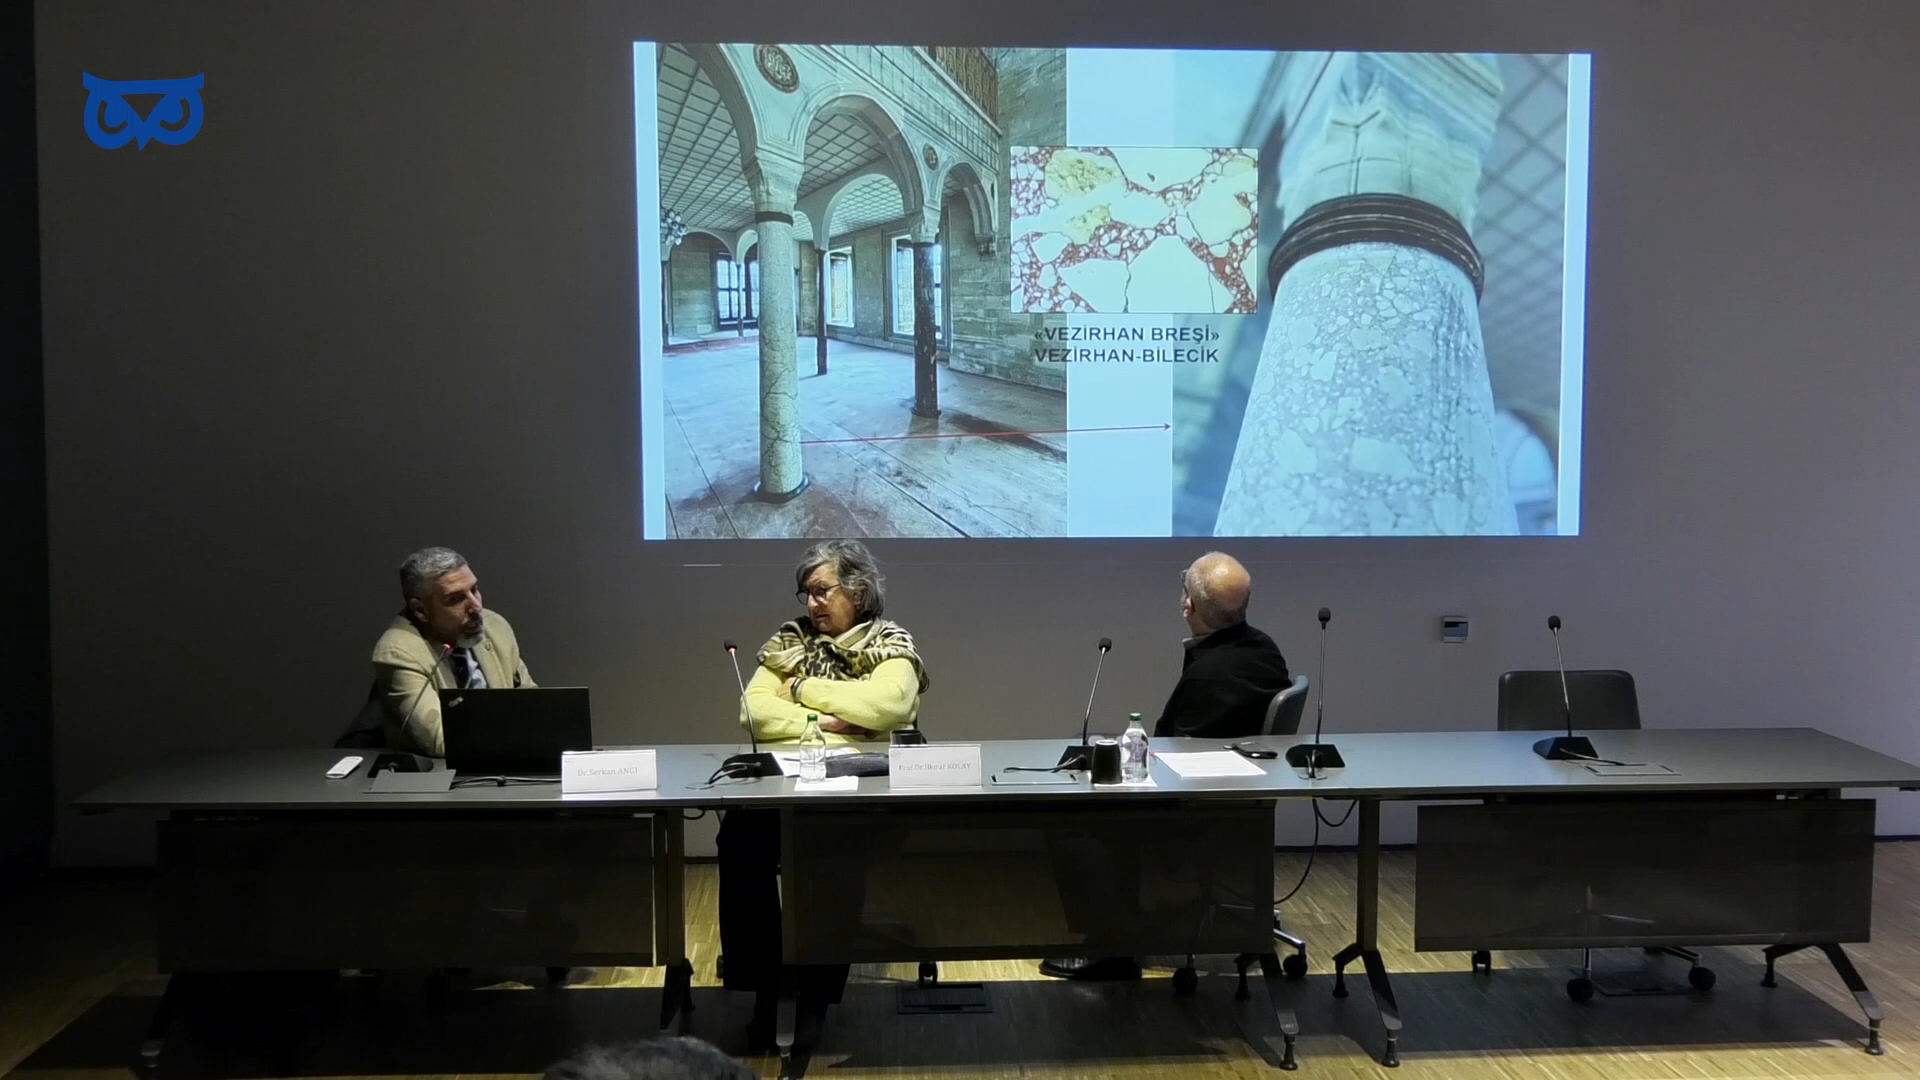 «VEZİRHAN BREŞİ»
VEZİRHAN-BİLECİK
Dr.Serkan ANGI
Prof.Dr.İlknur KOLAY